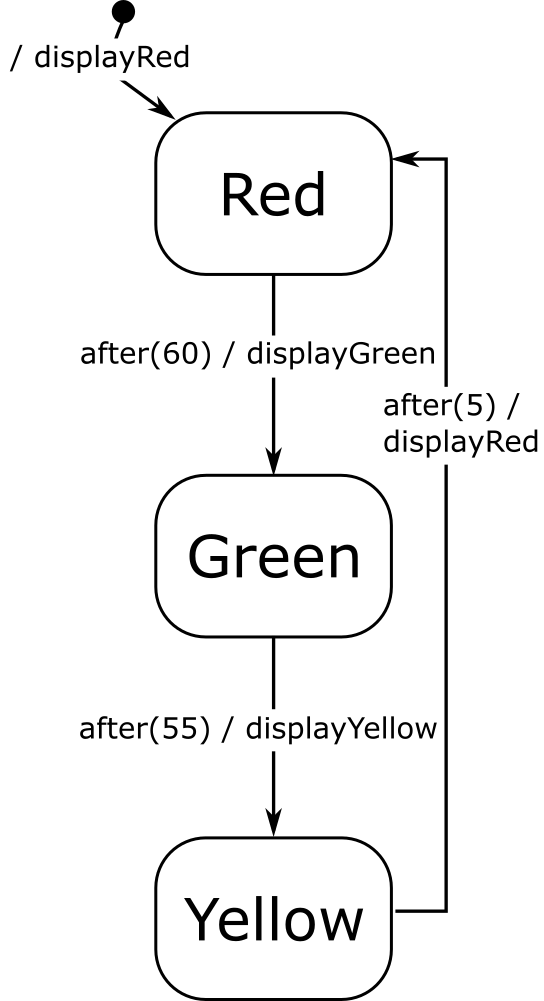 / displayRed
Red
after(60) / displayGreen
after(5) /
displayRed
Green
after(55) / displayYellow
Yellow